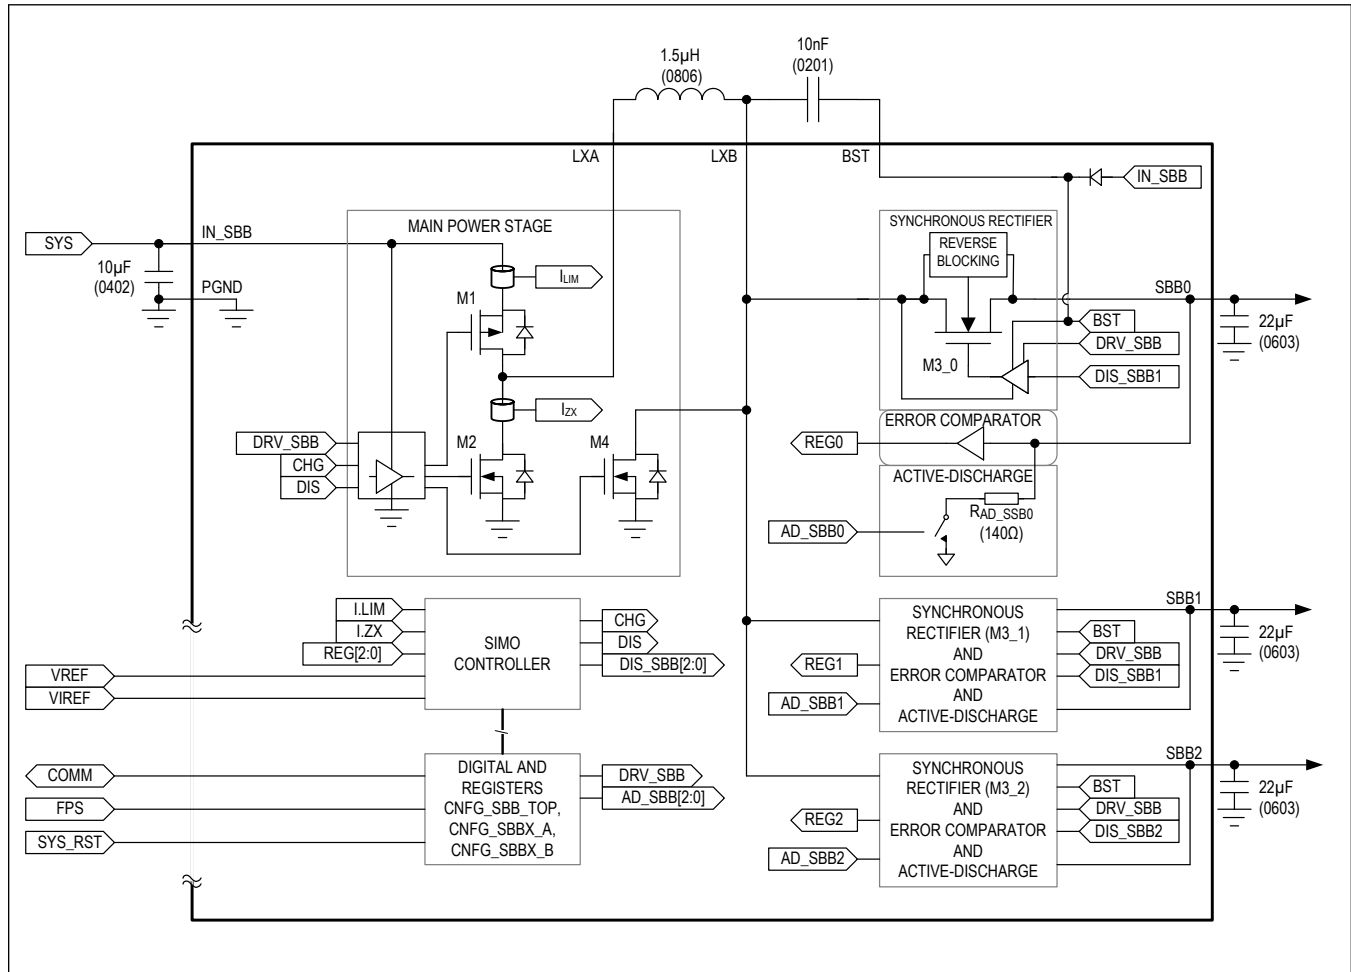 1.5µH
(0806)
10nF
(0201)
LXA
LXB
BST
IN_SBB
SYS
IN_SBB
10µF
(0402)
PGND
MAIN POWER STAGE
ILIM
M1
IZX
DRV_SBB
CHG
DIS
M2
M4
SYNCHRONOUS RECTIFIER
REVERSE
BLOCKING
SBB0
BST
DRV_SBB
M3_0
DIS_SBB1
22µF
(0603)
ERROR COMPARATOR
REG0
ACTIVE-DISCHARGE
RAD_SSB0
(140Ω)
AD_SBB0
I.LIM
I.ZX
REG[2:0]
VREF
VIREF
SIMO
CONTROLLER
CHG
DIS
DIS_SBB[2:0]
SYNCHRONOUS
RECTIFIER (M3_1)
AND
ERROR COMPARATOR
AND
ACTIVE-DISCHARGE
REG1
AD_SBB1
SBB1
BST
DRV_SBB
DIS_SBB1
22µF
(0603)
COMM
FPS
SYS_RST
DIGITAL AND
REGISTERS
CNFG_SBB_TOP,
CNFG_SBBX_A,
CNFG_SBBX_B
DRV_SBB
AD_SBB[2:0]
SYNCHRONOUS
RECTIFIER (M3_2)
AND
ERROR COMPARATOR
AND
ACTIVE-DISCHARGE
REG2
AD_SBB2
SBB2
BST
DRV_SBB
DIS_SBB2
22µF
(0603)